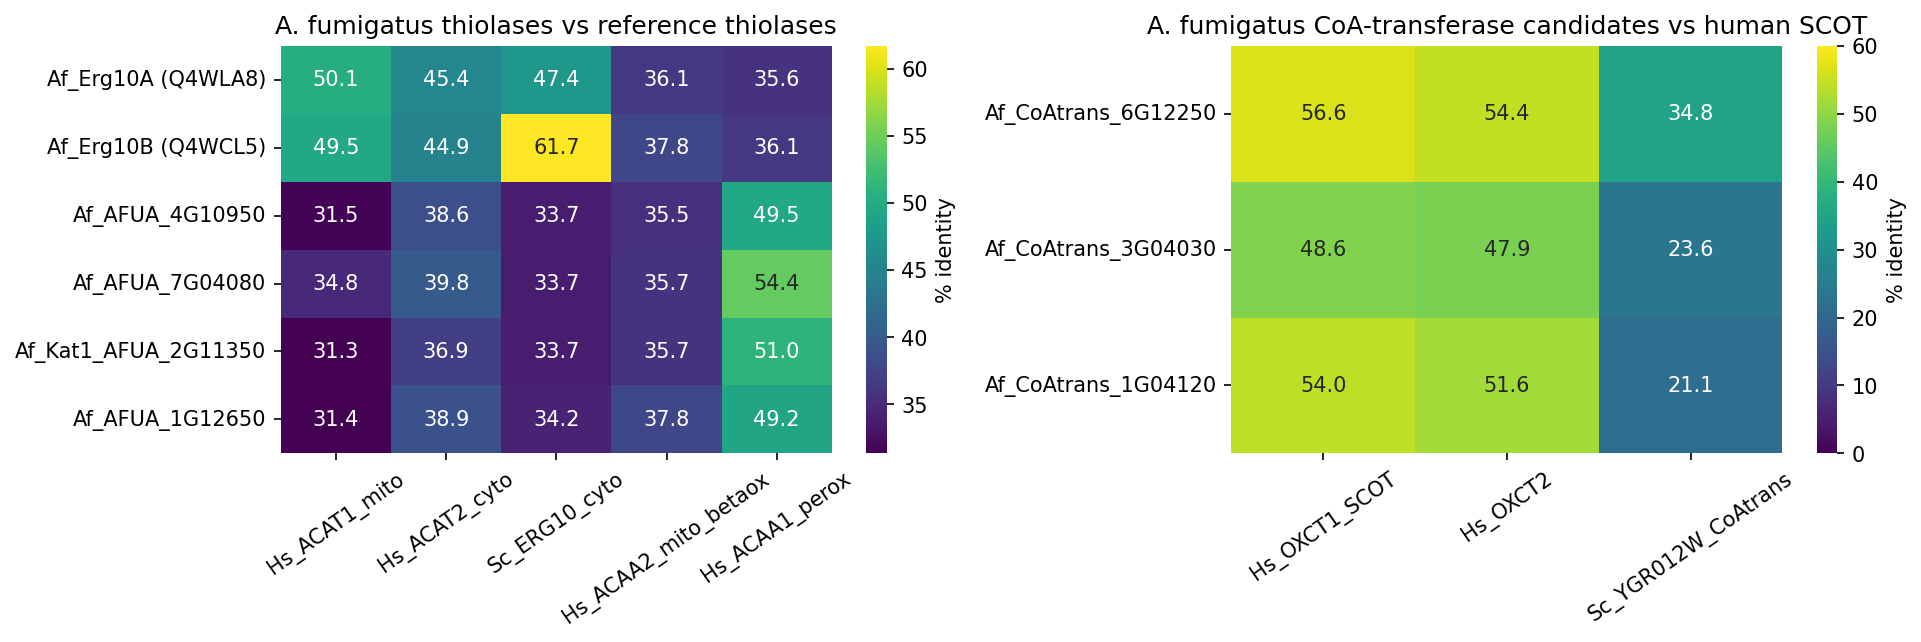 A. fumigatus thiolases vs reference thiolases
Af_Erg10A (Q4WLA8) 50.1 45.4 47.4 36.1 35.6
Af_Erg10B (Q4WCL5) 49.5 44.9 61.7 37.8 36.1
Af_AFUA_4G10950 31.5 38.6 33.7 35.5 49.5
Af_AFUA_7G04080 34.8 39.8 33.7 35.7 54.4
Af_Kat1_AFUA_2G11350 31.3 36.9 33.7 35.7 51.0
Af_AFUA_1G12650 31.4 38.9 34.2 37.8 49.2
Hs_ACAT1_mito
Hs_ACAT2_cyto
Sc_ERG10_cyto
Hs_ACAA2_mito_betaox
Hs_ACAA1_perox
60
55
50
45
40
35
% identity
A. fumigatus CoA-transferase candidates vs human SCOT
Af_CoAtrans_6G12250 56.6 54.4 34.8
Af_CoAtrans_3G04030 48.6 47.9 23.6
Af_CoAtrans_1G04120 54.0 51.6 21.1
Hs_OXCT1_SCOT
Hs_OXCT2
Sc_YGR012W_CoAtrans
60
50
40
30
20
10
0
% identity